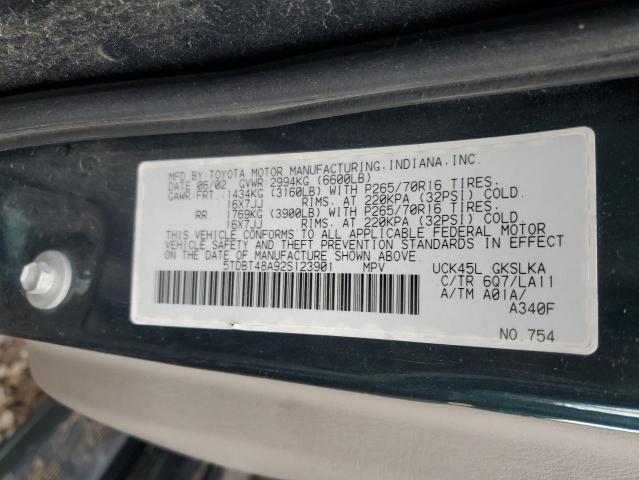 MFD.BY:TOYOTA MOTOR MANUFACTURING,INDIANA,INC.
DATE 06/02 GVWR:2994KG (6600LB)
GAWR:FRT. 1434KG (3160LB) WITH P265/70R16 TIRES,
16X7JJ RIMS, AT 220KPA (32PSI) COLD.
RR. 1769KG (3900LB) WITH P265/70R16 TIRES,
16X7JJ RIMS, AT 220KPA (32PSI) COLD.
THIS VEHICLE CONFORMS TO ALL APPLICABLE FEDERAL MOTOR
VEHICLE SAFETY AND THEFT PREVENTION STANDARDS IN EFFECT
ON THE DATE OF MANUFACTURE SHOWN ABOVE.
5TDBT48A92S123901 MPV UCK45L GKSLKA
C/TR 6Q7/LA11
A/TM A01A/
A340F
NO.754